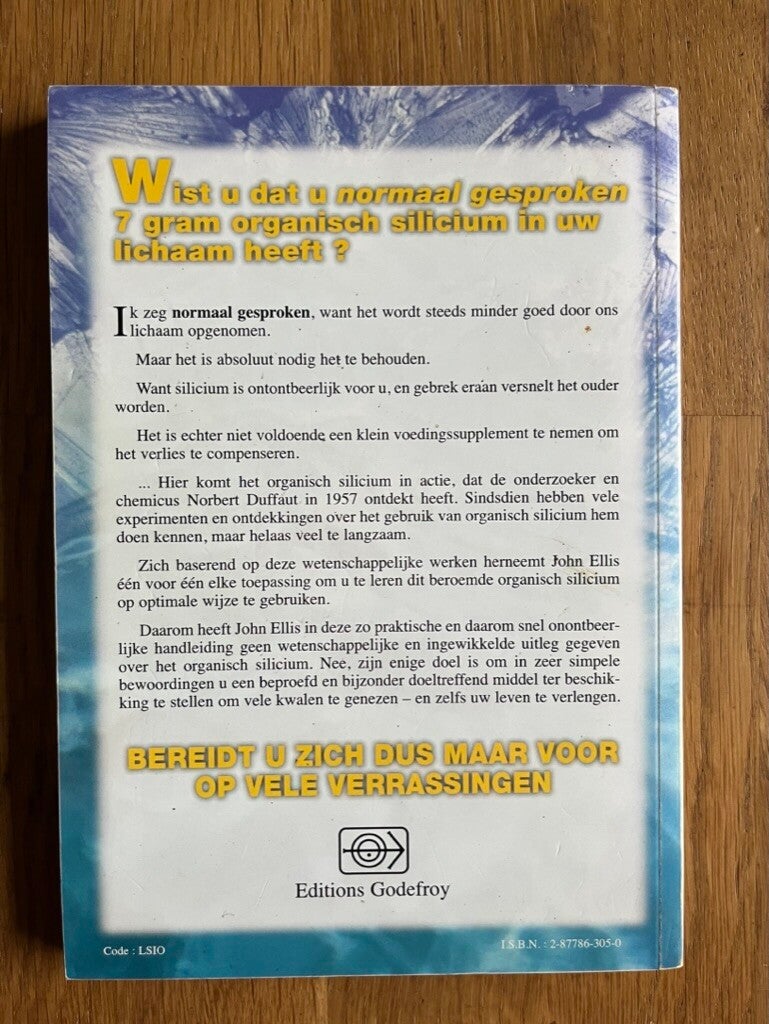 Wist u dat u normaal gesproken
7 gram organisch silicium in uw
lichaam heeft ?
Ik zeg normaal gesproken, want het wordt steeds minder goed door ons
lichaam opgenomen.
Maar het is absoluut nodig het te behouden.
Want silicium is ontontbeerlijk voor u, en gebrek eraan versnelt het ouder
worden.
Het is echter niet voldoende een klein voedingssupplement te nemen om
het verlies te compenseren.
... Hier komt het organisch silicium in actie, dat de onderzoeker en
chemicus Norbert Duffaut in 1957 ontdekt heeft. Sindsdien hebben vele
experimenten en ontdekkingen over het gebruik van organisch silicium hem
doen kennen, maar helaas veel te langzaam.
Zich baserend op deze wetenschappelijke werken herneemt John Ellis
één voor één elke toepassing om u te leren dit beroemde organisch silicium
op optimale wijze te gebruiken.
Daarom heeft John Ellis in deze zo praktische en daarom snel onontbeer-
lijke handleiding geen wetenschappelijke en ingewikkelde uitleg gegeven
over het organisch silicium. Nee, zijn enige doel is om in zeer simpele
bewoordingen u een beproefd en bijzonder doeltreffend middel ter beschik-
king te stellen om vele kwalen te genezen – en zelfs uw leven te verlengen.
BEREIDT U ZICH DUS MAAR VOOR
OP VELE VERRASSINGEN
Editions Godefroy
Code : LSIO
I.S.B.N. : 2-87786-305-0